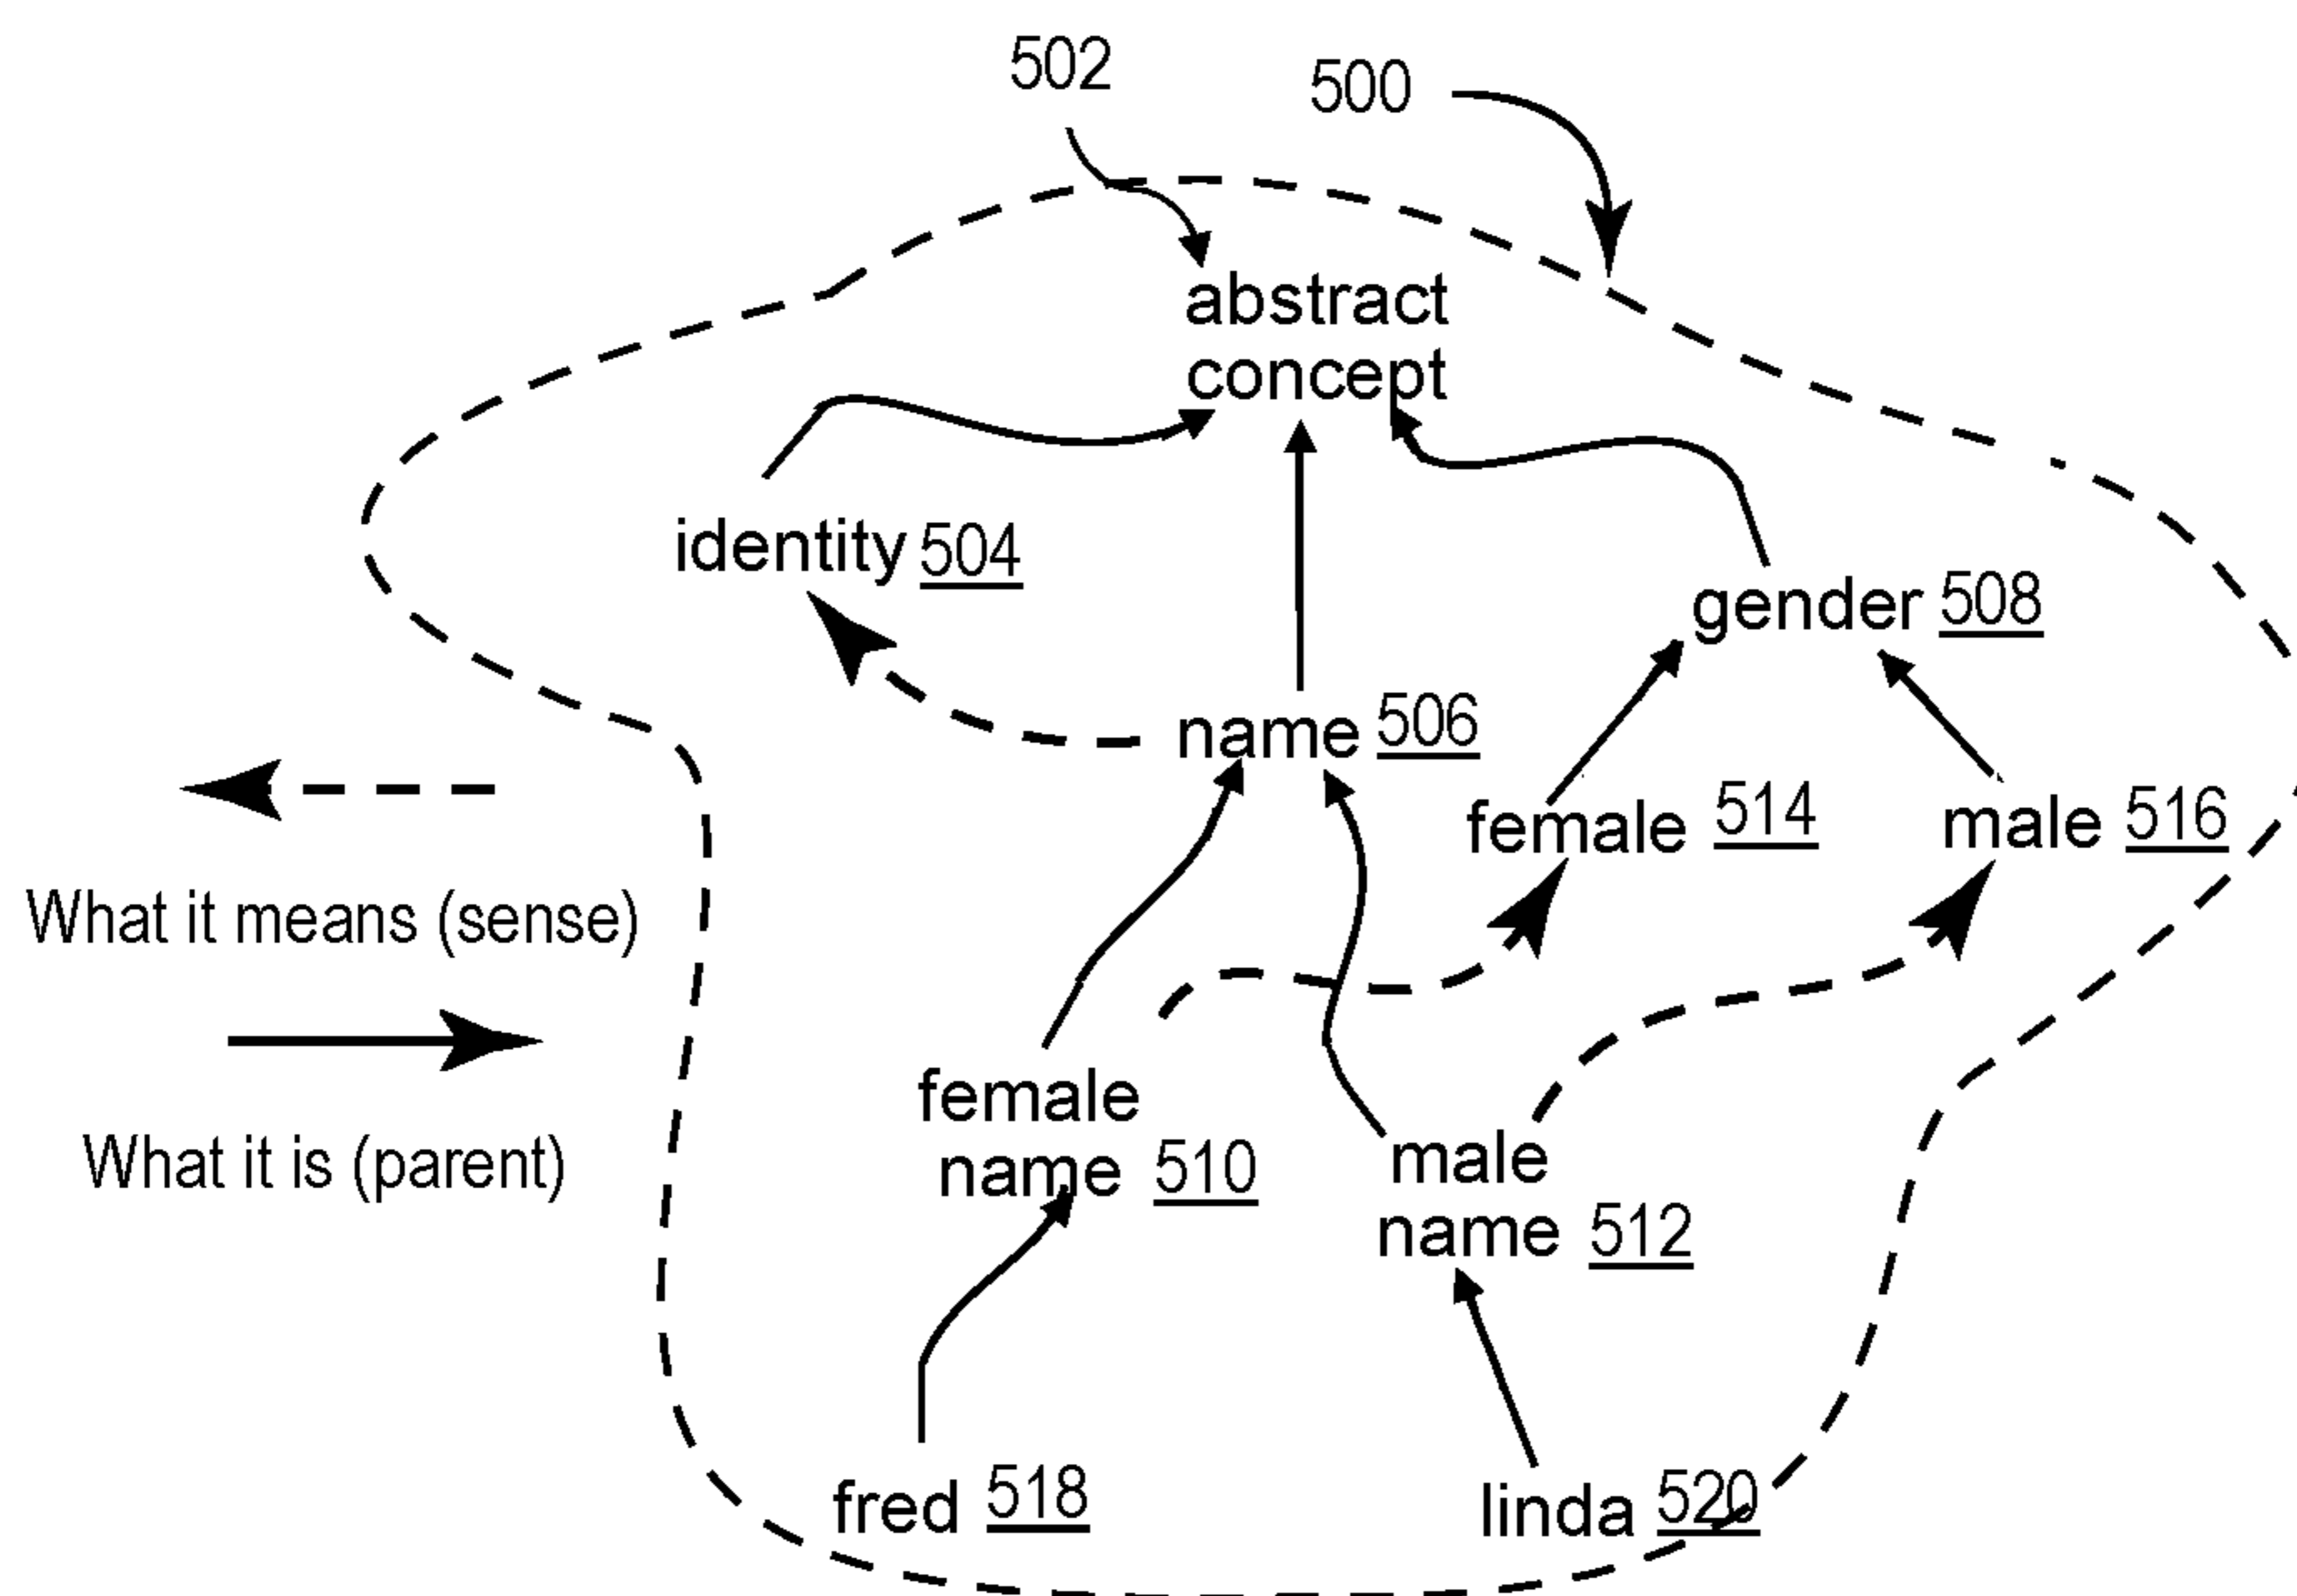 502
500
abstract
concept
identity 504
gender 508
name 506
female 514
male 516
What it means (sense)
What it is (parent)
female
name 510
male
name 512
fred 518
linda 520